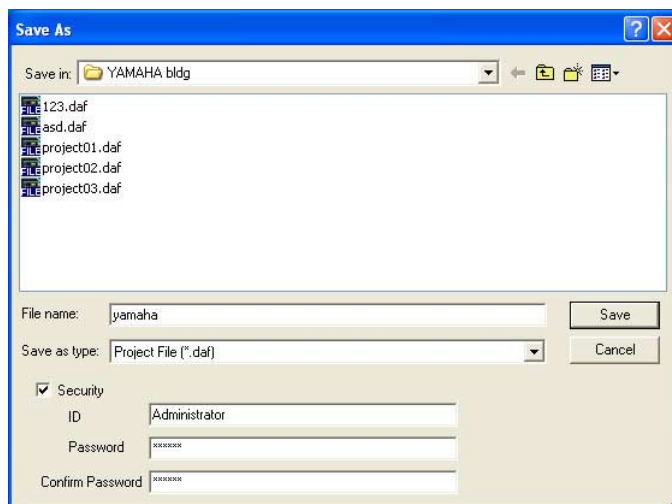 Save As
Save in: YAMAHA bldg
123.daf
asd.daf
project01.daf
project02.daf
project03.daf
File name: yamaha Save
Save as type: Project File (*.daf) Cancel
Security
ID Administrator
Password ******
Confirm Password ******